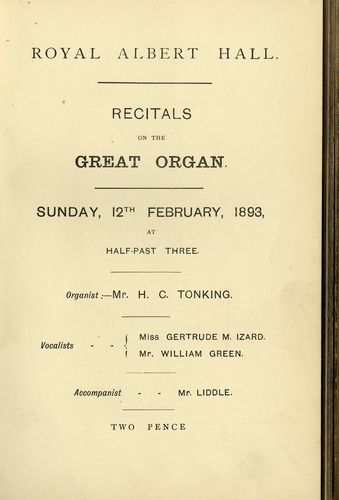 ROYAL ALBERT HALL.
RECITALS
ON THE
GREAT ORGAN.
SUNDAY, 12TH FEBRUARY, 1893,
AT
HALF-PAST THREE.
Organist:—Mr. H. C. TONKING.
Vocalists - - { Miss GERTRUDE M. IZARD.
Mr. WILLIAM GREEN.
Accompanist - - Mr. LIDDLE.
TWO PENCE